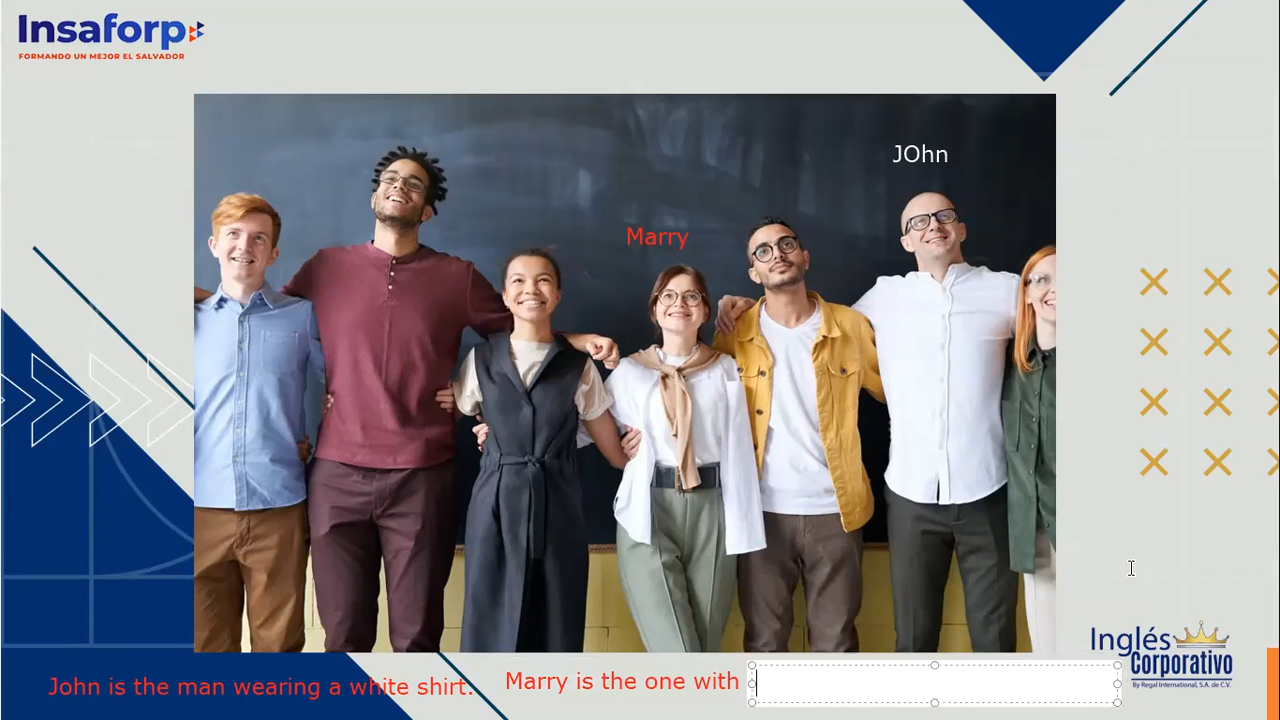 Insaforp
FORMANDO UN MEJOR EL SALVADOR
JOhn
Marry
Inglés
Corporativo
By Regal International, S.A. de C.V.
John is the man wearing a white shirt.
Marry is the one with